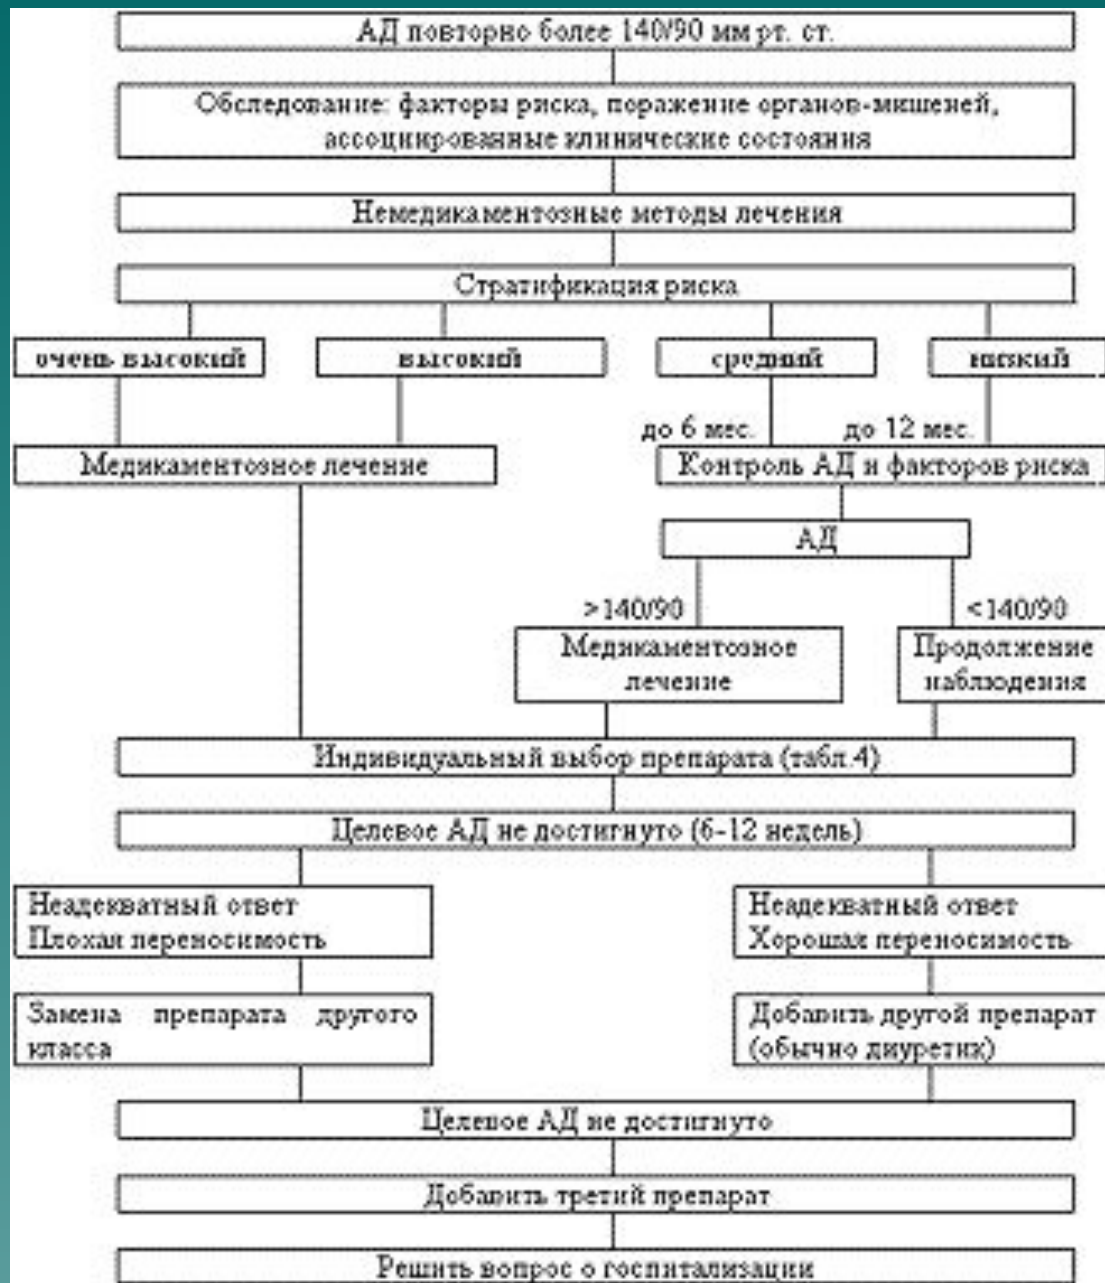 АД повторно более 140/90 мм рт. ст.
Обследование: факторы риска, поражение органов-мишеней,
ассоциированные клинические состояния
Немедикаментозные методы лечения
Стратификация риска
очень высокий
высокий
средний
низкий
до 6 мес.
до 12 мес.
Медикаментозное лечение
Контроль АД и факторов риска
АД
>140/90
<140/90
Медикаментозное
лечение
Продолжение
наблюдения
Индивидуальный выбор препарата (табл.4)
Целевое АД не достигнуто (6-12 недель)
Неадекватный ответ
Плохая переносимость
Неадекватный ответ
Хорошая переносимость
Замена препарата другого
класса
Добавить другой препарат
(обычно диуретик)
Целевое АД не достигнуто
Добавить третий препарат
Решить вопрос о госпитализации